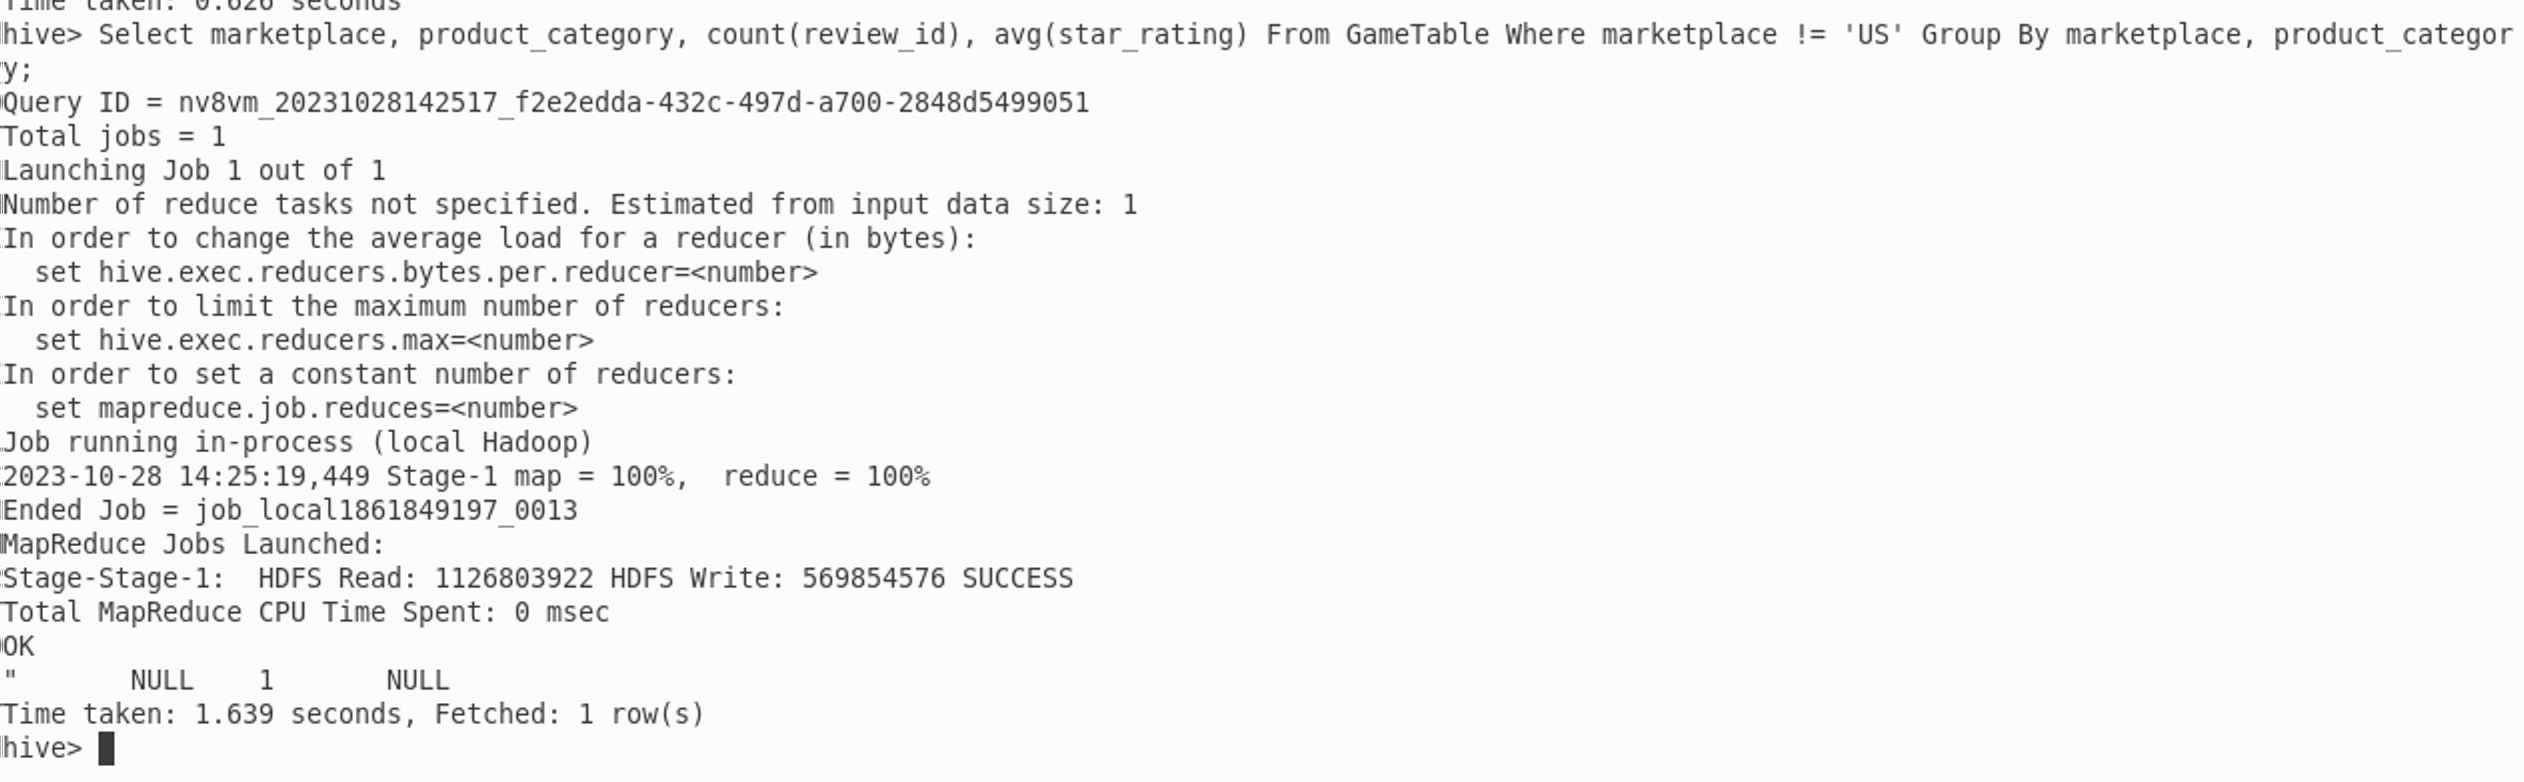 Time taken: 0.626 seconds
hive> Select marketplace, product_category, count(review_id), avg(star_rating) From GameTable Where marketplace != 'US' Group By marketplace, product_categor
y;
Query ID = nv8vm_20231028142517_f2e2edda-432c-497d-a700-2848d5499051
Total jobs = 1
Launching Job 1 out of 1
Number of reduce tasks not specified. Estimated from input data size: 1
In order to change the average load for a reducer (in bytes):
  set hive.exec.reducers.bytes.per.reducer=<number>
In order to limit the maximum number of reducers:
  set hive.exec.reducers.max=<number>
In order to set a constant number of reducers:
  set mapreduce.job.reduces=<number>
Job running in-process (local Hadoop)
2023-10-28 14:25:19,449 Stage-1 map = 100%,  reduce = 100%
Ended Job = job_local1861849197_0013
MapReduce Jobs Launched:
Stage-Stage-1:  HDFS Read: 1126803922 HDFS Write: 569854576 SUCCESS
Total MapReduce CPU Time Spent: 0 msec
OK
"       NULL    1       NULL
Time taken: 1.639 seconds, Fetched: 1 row(s)
hive>